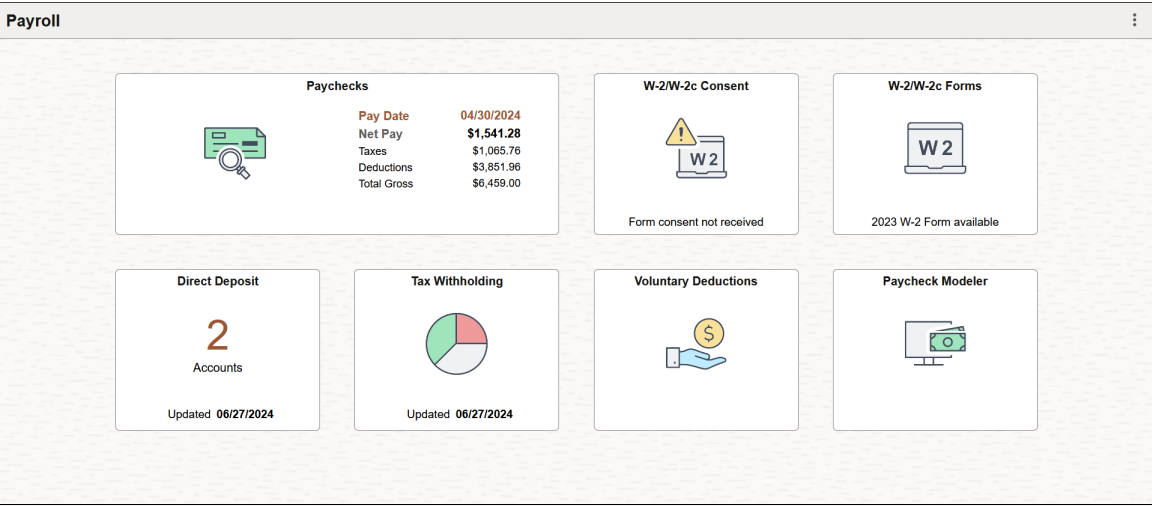 Payroll
Paychecks
Pay Date 04/30/2024
Net Pay $1,541.28
Taxes $1,065.76
Deductions $3,851.96
Total Gross $6,459.00
W-2/W-2c Consent
W2
Form consent not received
W-2/W-2c Forms
W2
2023 W-2 Form available
Direct Deposit
2
Accounts
Updated 06/27/2024
Tax Withholding
Updated 06/27/2024
Voluntary Deductions
$
Paycheck Modeler